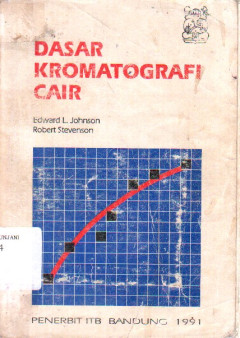 DASAR
KROMATOGRAFI
CAIR
Edward L. Johnson
Robert Stevenson
PENERBIT ITB BANDUNG 1991